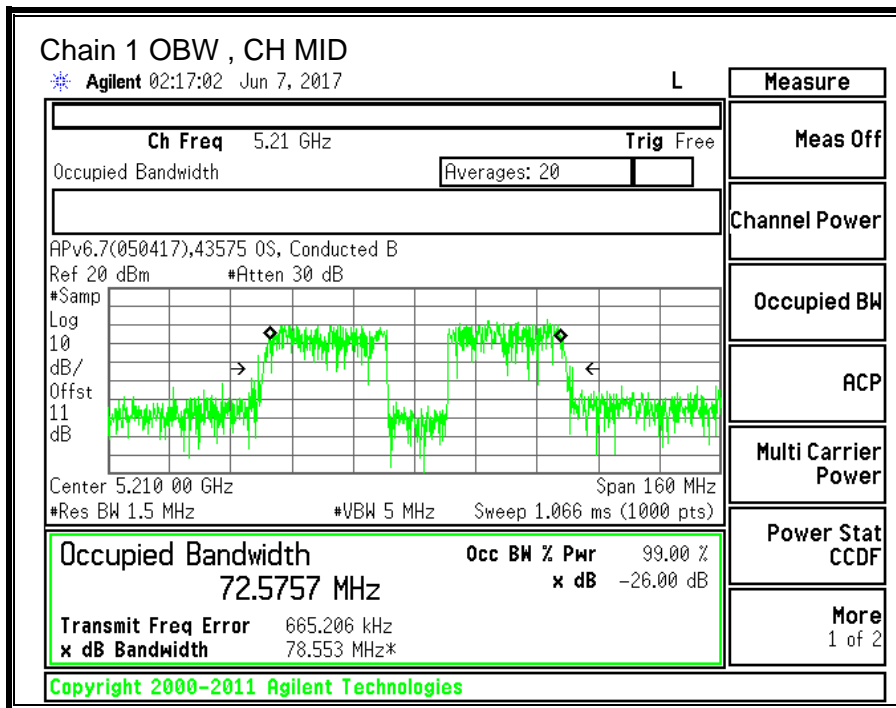 Chain 1 OBW , CH MID
Agilent 02:17:02 Jun 7, 2017 L
Measure
Ch Freq 5.21 GHz Trig Free
Occupied Bandwidth Averages: 20
APv6.7(050417),43575 OS, Conducted B
Ref 20 dBm #Atten 30 dB
#Samp
Log
10
dB/
Offst
11
dB
Center 5.210 00 GHz Span 160 MHz
#Res BW 1.5 MHz #VBW 5 MHz Sweep 1.066 ms (1000 pts)
Occupied Bandwidth Occ BW % Pwr 99.00 %
72.5757 MHz x dB -26.00 dB
Transmit Freq Error 665.206 kHz
x dB Bandwidth 78.553 MHz*
Meas Off
Channel Power
Occupied BW
ACP
Multi Carrier
Power
Power Stat
CCDF
More
1 of 2
Copyright 2000-2011 Agilent Technologies